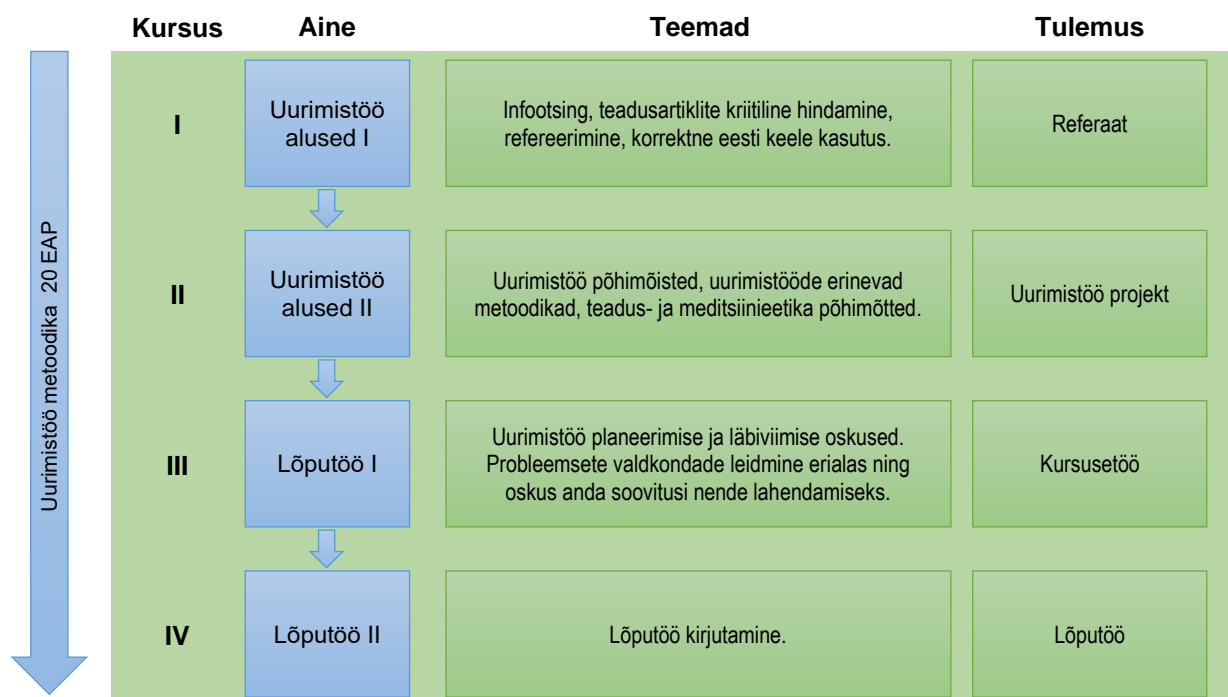 Kursus Aine Teemad Tulemus
Uurimistöö metoodika 20 EAP
I
Uurimistöö
alused I
Infootsing, teadusartiklite kriitiline hindamine,
refereerimine, korrektne eesti keele kasutus.
Referaat
II
Uurimistöö
alused II
Uurimistöö põhimõisted, uurimistööde erinevad
metoodikad, teadus- ja meditsiinieetika põhimõtted.
Uurimistöö projekt
III
Lõputöö I
Uurimistöö planeerimise ja läbiviimise oskused.
Probleemsete valdkondade leidmine erialas ning
oskus anda soovitusi nende lahendamiseks.
Kursusetöö
IV
Lõputöö II
Lõputöö kirjutamine.
Lõputöö